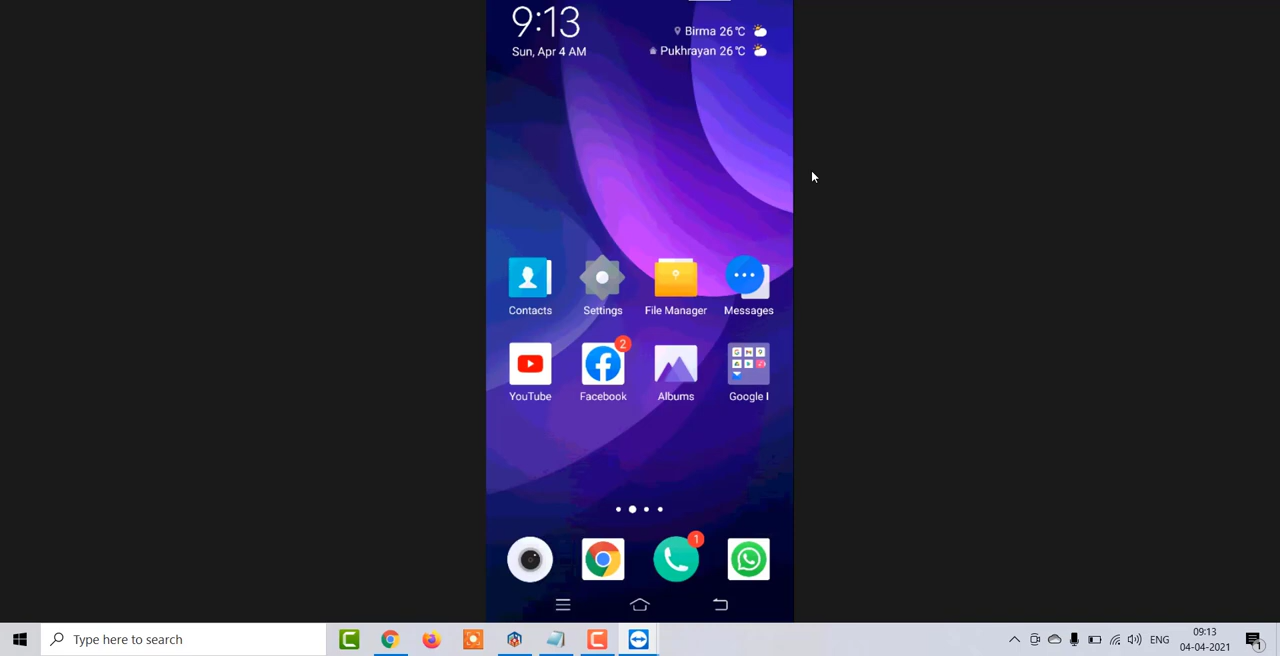 9:13
Sun, Apr 4 AM
Birma 26℃
Pukhrayan 26℃
Contacts
Settings
File Manager
Messages
YouTube
2
Facebook
Albums
Google I
1
Type here to search
ENG
09:13
04-04-2021
1